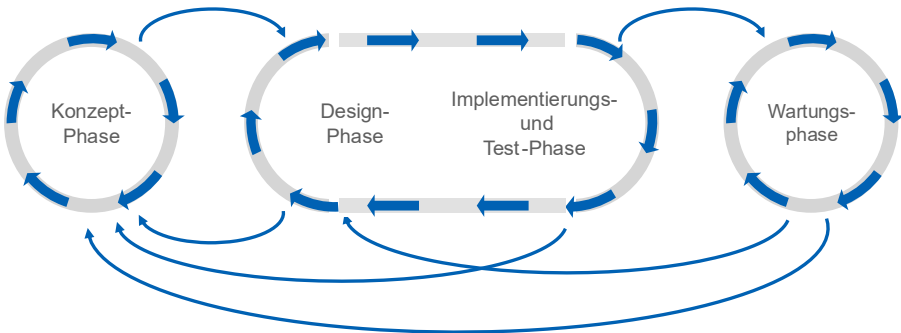 Konzept-
Phase
Design-
Phase
Implementierungs-
und
Test-Phase
Wartungs-
phase